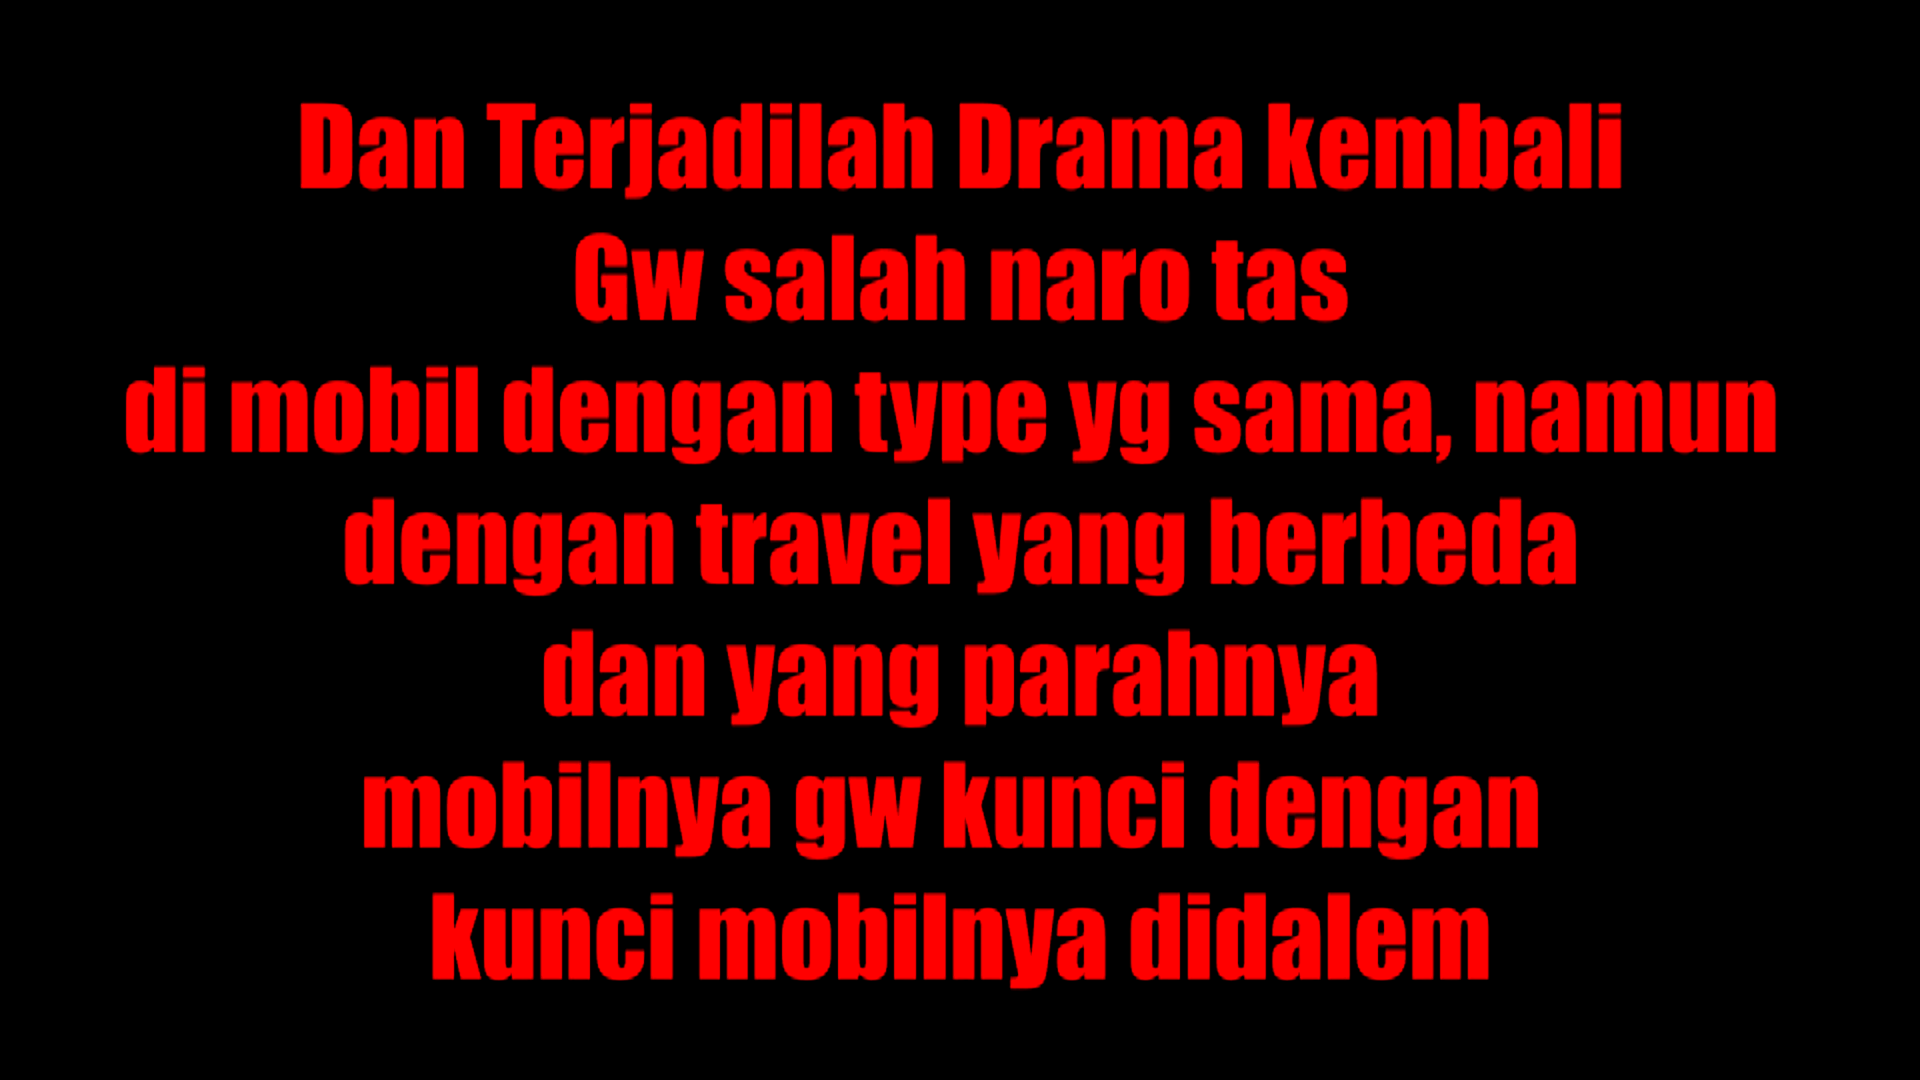 Dan Terjadilah Drama kembali
Gw salah naro tas
di mobil dengan type yg sama, namun
dengan travel yang berbeda
dan yang parahnya
mobilnya gw kunci dengan
kunci mobilnya didalem